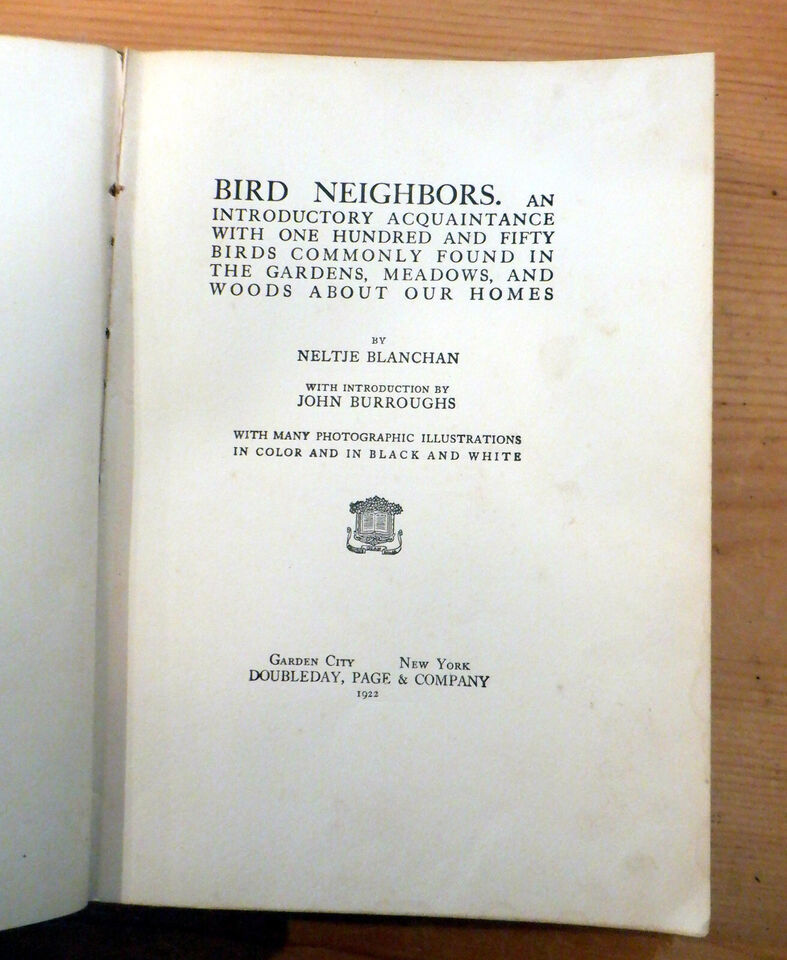 BIRD NEIGHBORS. AN
INTRODUCTORY ACQUAINTANCE
WITH ONE HUNDRED AND FIFTY
BIRDS COMMONLY FOUND IN
THE GARDENS, MEADOWS, AND
WOODS ABOUT OUR HOMES
BY
NELTJE BLANCHAN
WITH INTRODUCTION BY
JOHN BURROUGHS
WITH MANY PHOTOGRAPHIC ILLUSTRATIONS
IN COLOR AND IN BLACK AND WHITE
GARDEN CITY NEW YORK
DOUBLEDAY, PAGE & COMPANY
1922